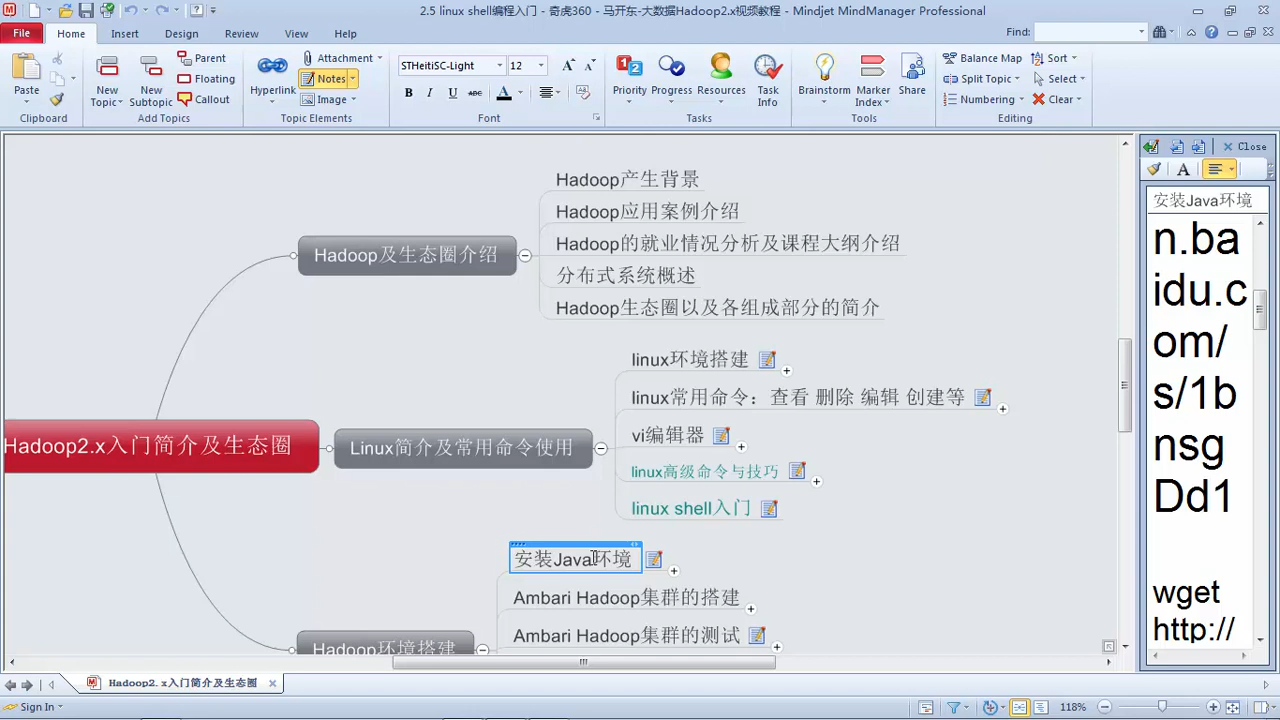 2.5 linux shell编程入门 - 奇虎360 - 马开东-大数据Hadoop2.x视频教程 - Mindjet MindManager Professional
File
Home
Insert
Design
Review
View
Help
Find:
Paste
Clipboard
New Topic
New Subtopic
Parent
Floating
Callout
Add Topics
Hyperlink
Attachment
Notes
Image
Topic Elements
STHeitiSC-Light
12
B I U abc A
Font
Priority
Progress
Resources
Task Info
Tasks
Brainstorm
Marker Index
Share
Tools
Balance Map
Split Topic
Numbering
Sort
Select
Clear
Editing
Hadoop产生背景
Hadoop应用案例介绍
Hadoop的就业情况分析及课程大纲介绍
分布式系统概述
Hadoop生态圈以及各组成部分的简介
Hadoop及生态圈介绍
linux环境搭建
linux常用命令：查看 删除 编辑 创建等
vi编辑器
linux高级命令与技巧
linux shell入门
Linux简介及常用命令使用
Hadoop2.x入门简介及生态圈
安装Java环境
Ambari Hadoop集群的搭建
Ambari Hadoop集群的测试
Hadoop环境搭建
Close
安装Java环境
n.ba
idu.c
om/
s/1b
nsg
Dd1
wget
http://
Hadoop2. x入门简介及生态圈
Sign In
118%